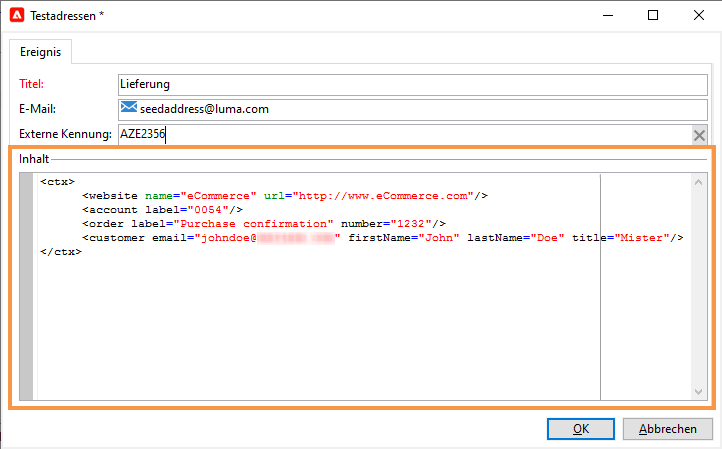 Testadressen *
Ereignis
Titel: Lieferung
E-Mail: seedaddress@luma.com
Externe Kennung: AZE2356
Inhalt
<ctx>
<website name="eCommerce" url="http://www.eCommerce.com"/>
<account label="0054"/>
<order label="Purchase confirmation" number="1232"/>
<customer email="johndoe@ " firstName="John" lastName="Doe" title="Mister"/>
</ctx>
OK Abbrechen